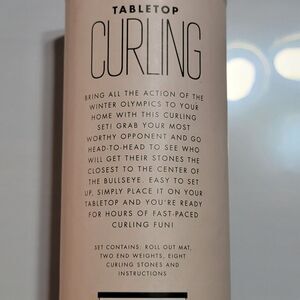 TABLETOP
CURLING
BRING ALL THE ACTION OF THE
WINTER OLYMPICS TO YOUR
HOME WITH THIS CURLING
SET! GRAB YOUR MOST
WORTHY OPPONENT AND GO
HEAD-TO-HEAD TO SEE WHO
WILL GET THEIR STONES THE
CLOSEST TO THE CENTER OF
THE BULLSEYE. EASY TO SET
UP, SIMPLY PLACE IT ON YOUR
TABLETOP AND YOU'RE READY
FOR HOURS OF FAST-PACED
CURLING FUN!
SET CONTAINS: ROLL OUT MAT,
TWO END WEIGHTS, EIGHT
CURLING STONES AND
INSTRUCTIONS